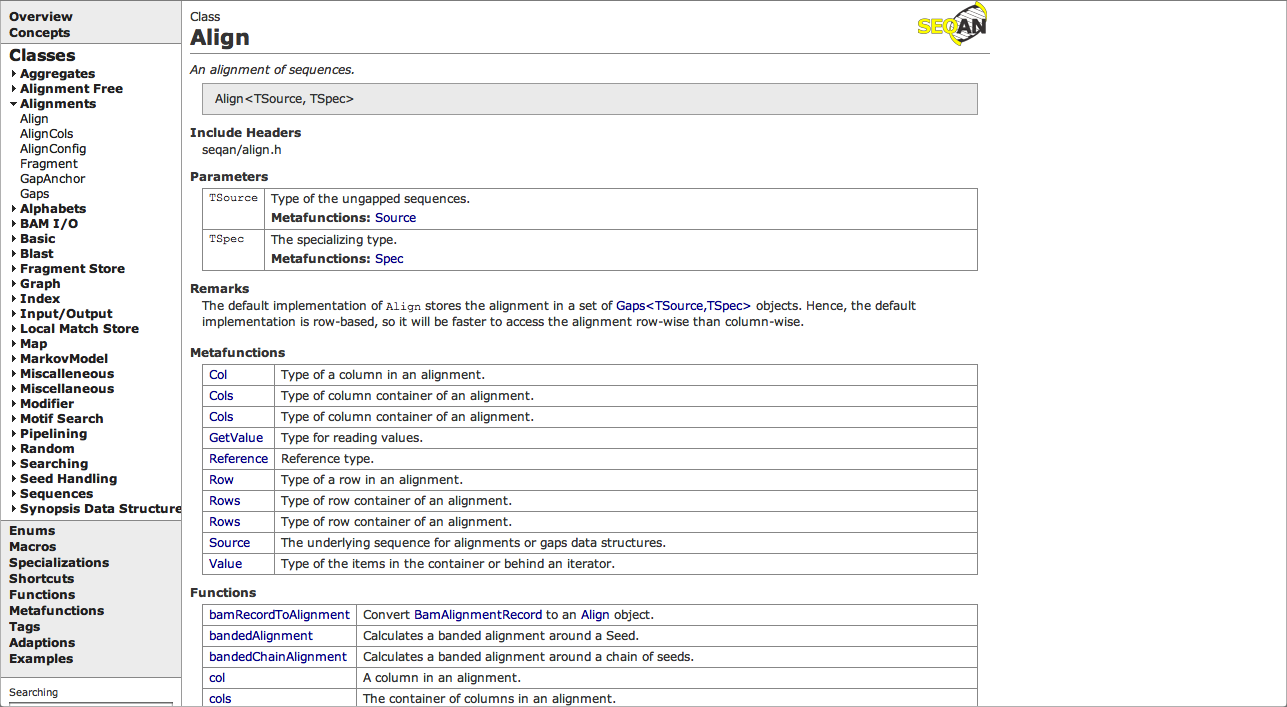 Overview
Concepts
Classes
Aggregates
Alignment Free
Alignments
Align
AlignCols
AlignConfig
Fragment
GapAnchor
Gaps
Alphabets
BAM I/O
Basic
Blast
Fragment Store
Graph
Index
Input/Output
Local Match Store
Map
MarkovModel
Miscalleneous
Miscellaneous
Modifier
Motif Search
Pipelining
Random
Searching
Seed Handling
Sequences
Synopsis Data Structure
Enums
Macros
Specializations
Shortcuts
Functions
Metafunctions
Tags
Adaptions
Examples
Searching
Class
Align
SEQAN
An alignment of sequences.
Align<TSource, TSpec>
Include Headers
seqan/align.h
Parameters
TSource Type of the ungapped sequences.
Metafunctions: Source
TSpec The specializing type.
Metafunctions: Spec
Remarks
The default implementation of Align stores the alignment in a set of Gaps<TSource,TSpec> objects. Hence, the default
implementation is row-based, so it will be faster to access the alignment row-wise than column-wise.
Metafunctions
Col Type of a column in an alignment.
Cols Type of column container of an alignment.
Cols Type of column container of an alignment.
GetValue Type for reading values.
Reference Reference type.
Row Type of a row in an alignment.
Rows Type of row container of an alignment.
Rows Type of row container of an alignment.
Source The underlying sequence for alignments or gaps data structures.
Value Type of the items in the container or behind an iterator.
Functions
bamRecordToAlignment Convert BamAlignmentRecord to an Align object.
bandedAlignment Calculates a banded alignment around a Seed.
bandedChainAlignment Calculates a banded alignment around a chain of seeds.
col A column in an alignment.
cols The container of columns in an alignment.